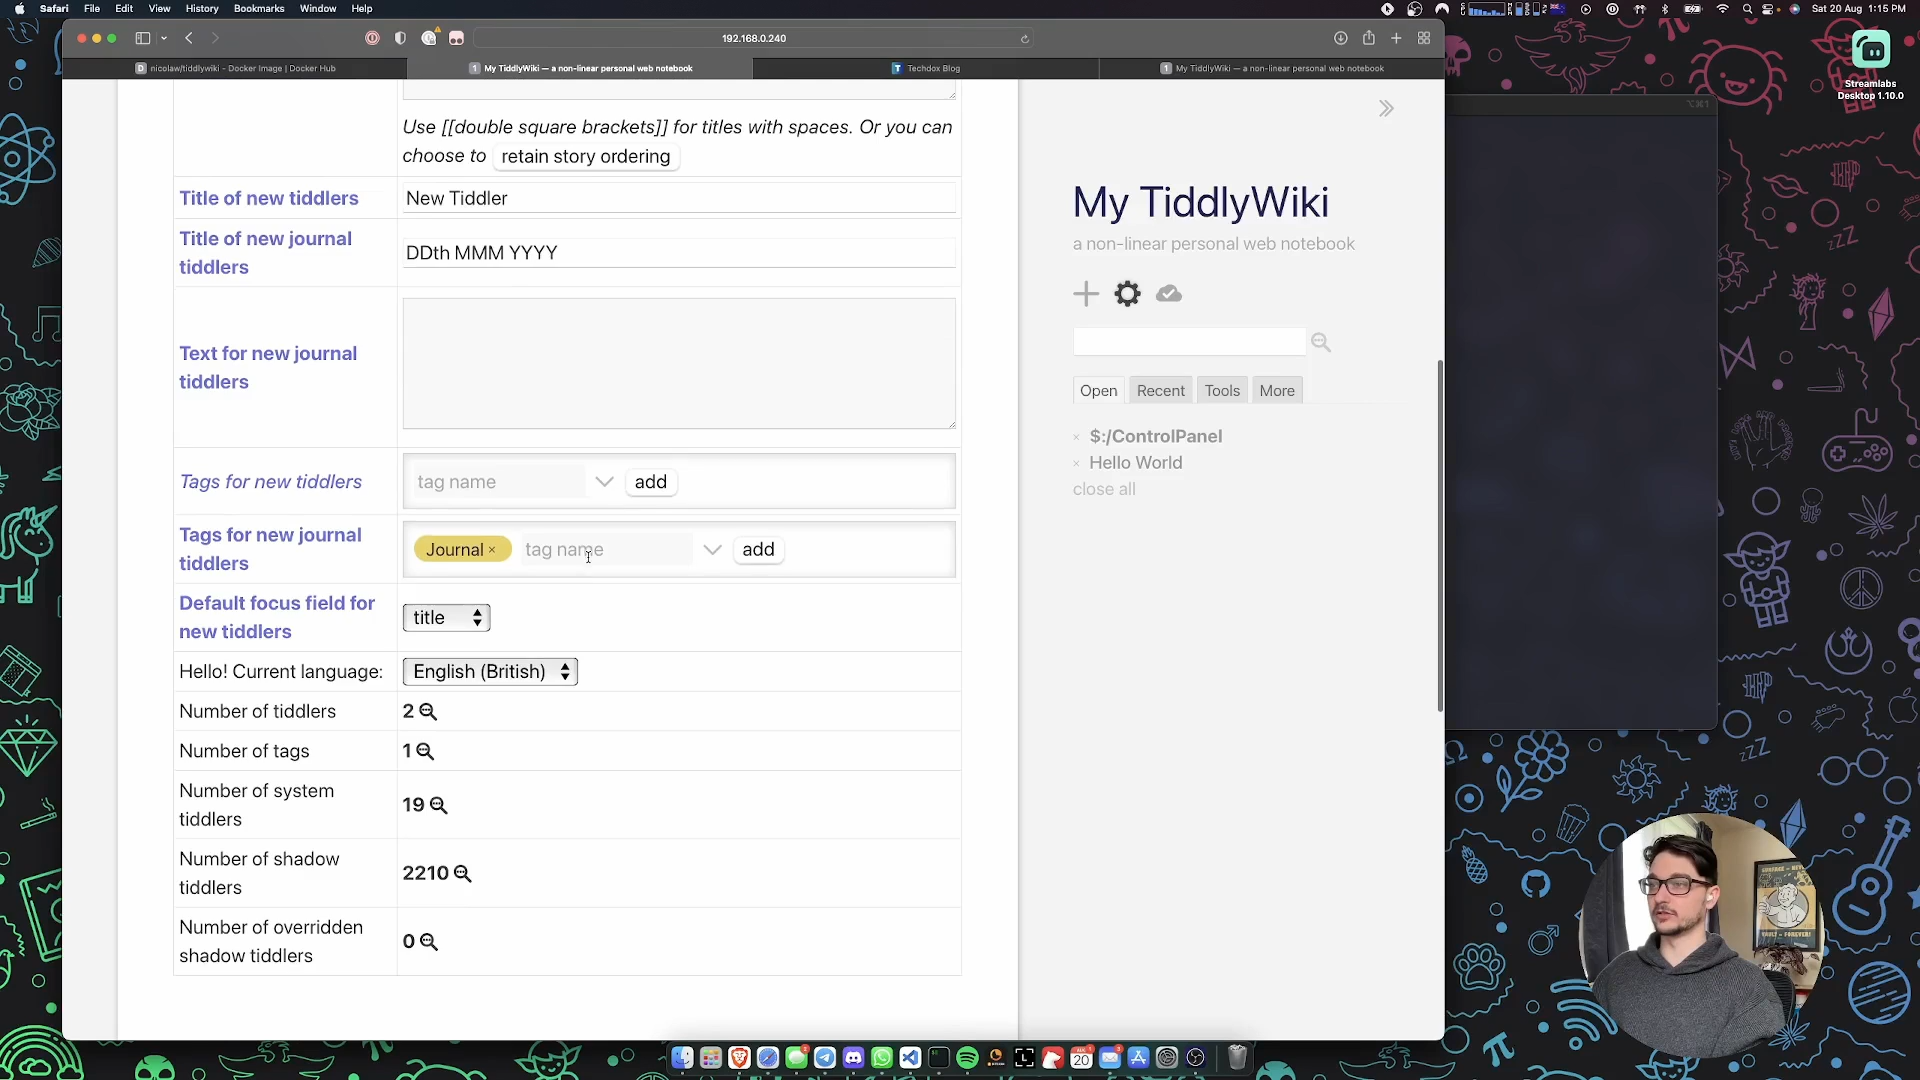 Safari File Edit View History Bookmarks Window Help
Sat 20 Aug 1:15 PM
192.168.0.240
nicolaw/tiddlywiki - Docker Image | Docker Hub
My TiddlyWiki — a non-linear personal web notebook
Techdox Blog
My TiddlyWiki — a non-linear personal web notebook
Streamlabs
Desktop 1.10.0
Use [[double square brackets]] for titles with spaces. Or you can
choose to retain story ordering
Title of new tiddlers
New Tiddler
Title of new journal
tiddlers
DDth MMM YYYY
Text for new journal
tiddlers
Tags for new tiddlers
tag name
add
Tags for new journal
tiddlers
Journal ×
tag name
add
Default focus field for
new tiddlers
title
Hello! Current language:
English (British)
Number of tiddlers
2
Number of tags
1
Number of system
tiddlers
19
Number of shadow
tiddlers
2210
Number of overridden
shadow tiddlers
0
My TiddlyWiki
a non-linear personal web notebook
Open
Recent
Tools
More
× $:/ControlPanel
× Hello World
close all